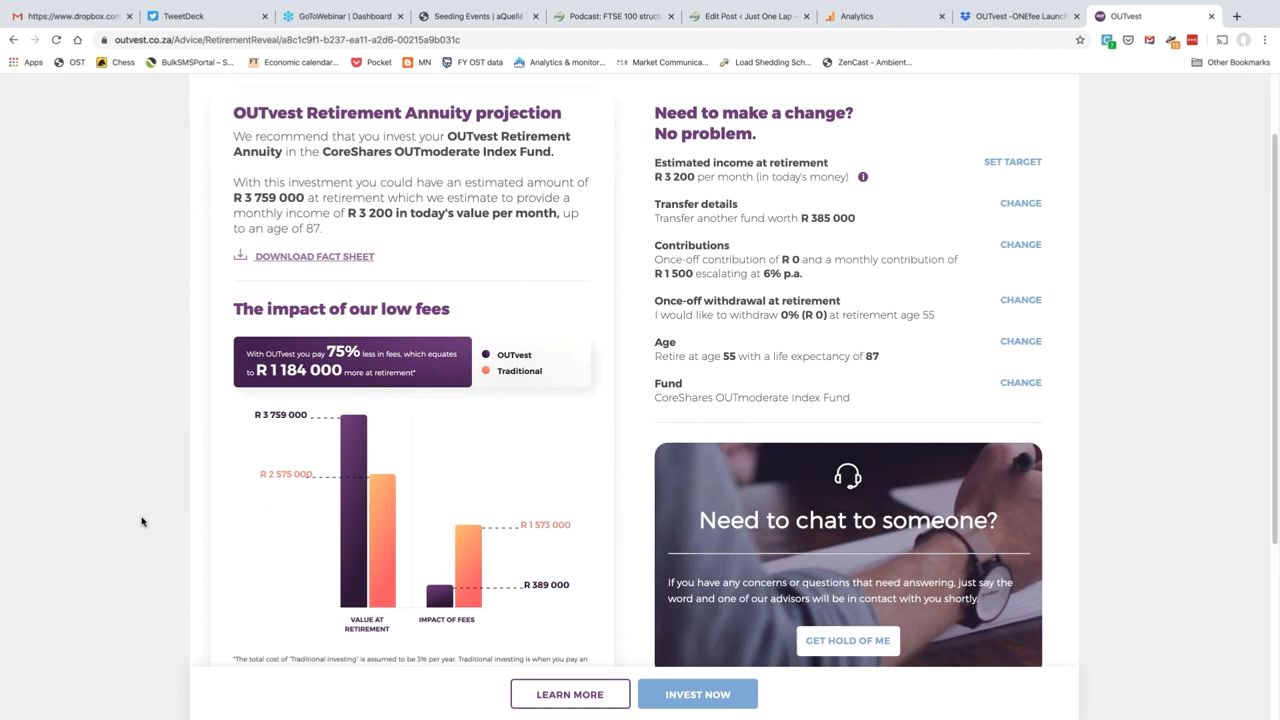 https://www.dropbox.com
TweetDeck
GoToWebinar | Dashboard
Seeding Events | aQuellé
Podcast: FTSE 100 struct
Edit Post ‹ Just One Lap –
Analytics
OUTvest -ONEfee Launch
OUTvest
outvest.co.za/Advice/RetirementReveal/a8c1c9f1-b237-ea11-a2d6-00215a9b031c
Apps
OST
Chess
BulkSMSPortal – S...
Economic calendar...
Pocket
MN
FY OST data
Analytics & monitor...
Market Communica...
Load Shedding Sch...
ZenCast - Ambient...
Other Bookmarks
OUTvest Retirement Annuity projection
We recommend that you invest your OUTvest Retirement
Annuity in the CoreShares OUTmoderate Index Fund.
With this investment you could have an estimated amount of
R 3 759 000 at retirement which we estimate to provide a
monthly income of R 3 200 in today's value per month, up
to an age of 87.
DOWNLOAD FACT SHEET
The impact of our low fees
With OUTvest you pay 75% less in fees, which equates
to R 1 184 000 more at retirement*
OUTvest
Traditional
R 3 759 000
R 2 575 000
R 1 573 000
R 389 000
VALUE AT
RETIREMENT
IMPACT OF FEES
*The total cost of "Traditional investing" is assumed to be 3% per year. Traditional investing is when you pay an
Need to make a change?
No problem.
Estimated income at retirement
SET TARGET
R 3 200 per month (in today's money)
Transfer details
CHANGE
Transfer another fund worth R 385 000
Contributions
CHANGE
Once-off contribution of R 0 and a monthly contribution of
R 1 500 escalating at 6% p.a.
Once-off withdrawal at retirement
CHANGE
I would like to withdraw 0% (R 0) at retirement age 55
Age
CHANGE
Retire at age 55 with a life expectancy of 87
Fund
CHANGE
CoreShares OUTmoderate Index Fund
Need to chat to someone?
If you have any concerns or questions that need answering, just say the
word and one of our advisors will be in contact with you shortly.
GET HOLD OF ME
LEARN MORE
INVEST NOW